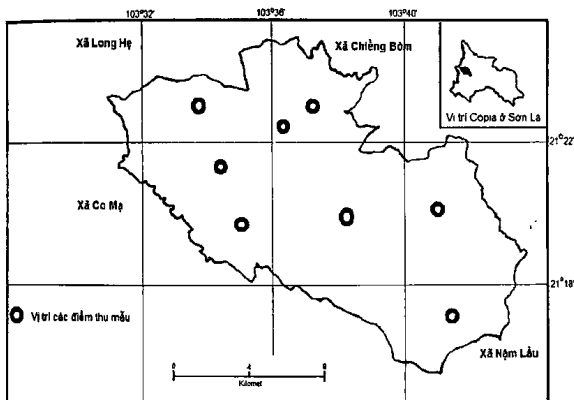 103°32' 103°36' 103°40'
Xã Long Hẹ
Xã Chiềng Bôm
Vị trí Copia ở Sơn La
21°22'
Xã Co Mạ
21°18'
Vị trí các điểm thu mẫu
Xã Nậm Lầu
0 4 8
Kilomet